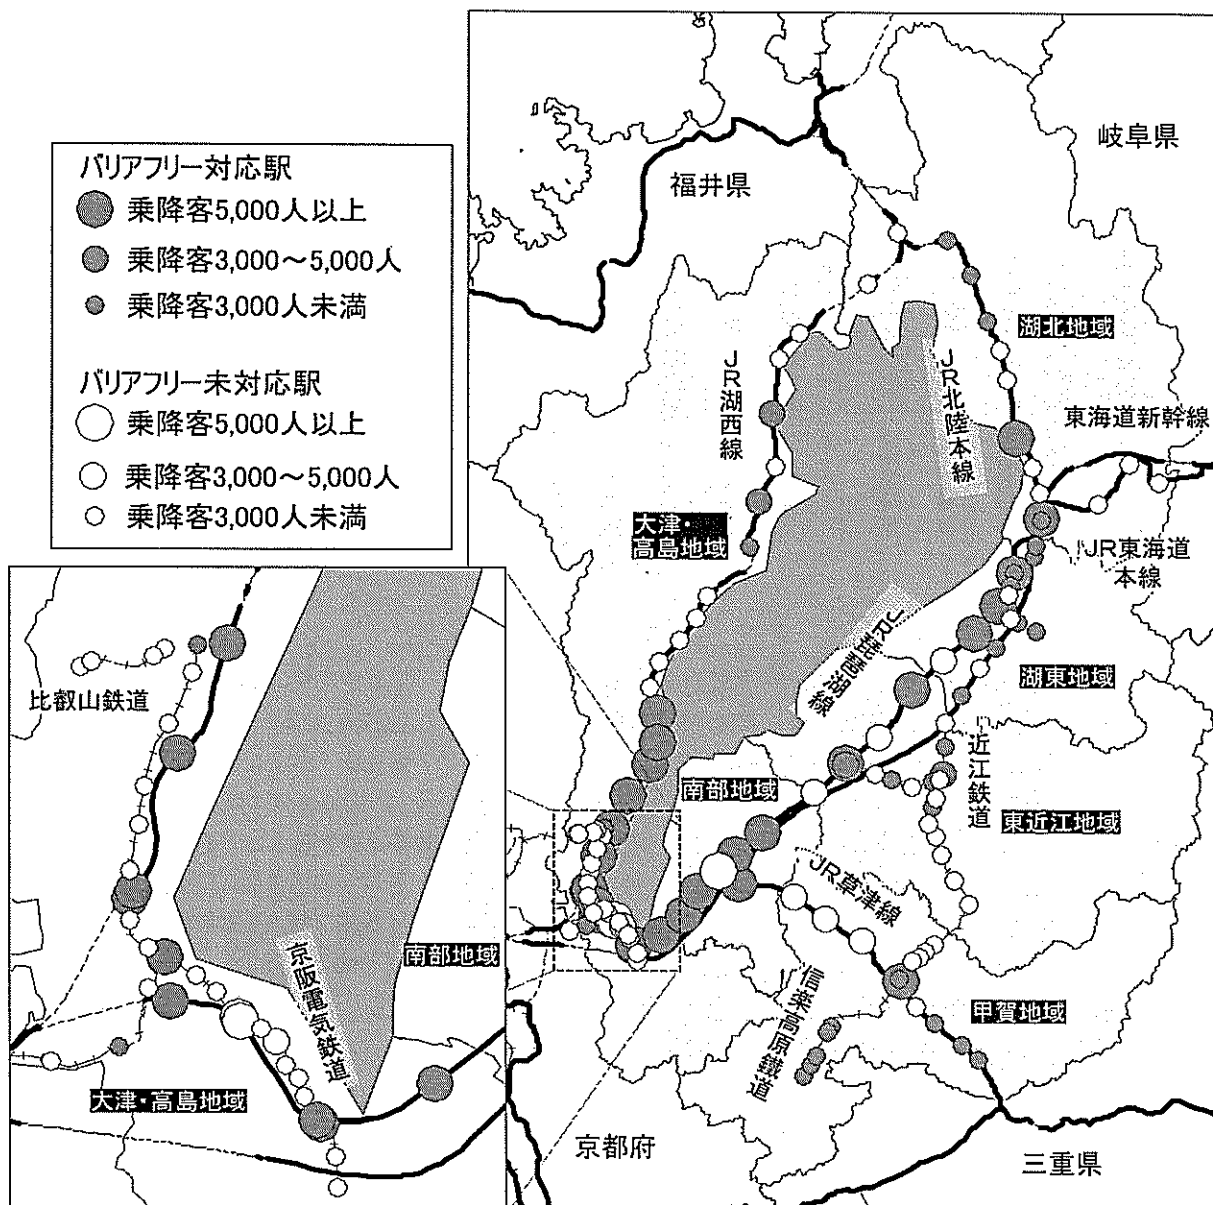 バリアフリー対応駅
乗降客5,000人以上
乗降客3,000～5,000人
乗降客3,000人未満
バリアフリー未対応駅
乗降客5,000人以上
乗降客3,000～5,000人
乗降客3,000人未満
岐阜県
福井県
湖北地域
JR湖西線
JR北陸本線
東海道新幹線
大津・
高島地域
JR東海道
本線
JR琵琶湖線
湖東地域
近江鉄道
南部地域
東近江地域
JR草津線
信楽高原鐵道
甲賀地域
京都府
三重県
比叡山鉄道
京阪電気鉄道
南部地域
大津・高島地域